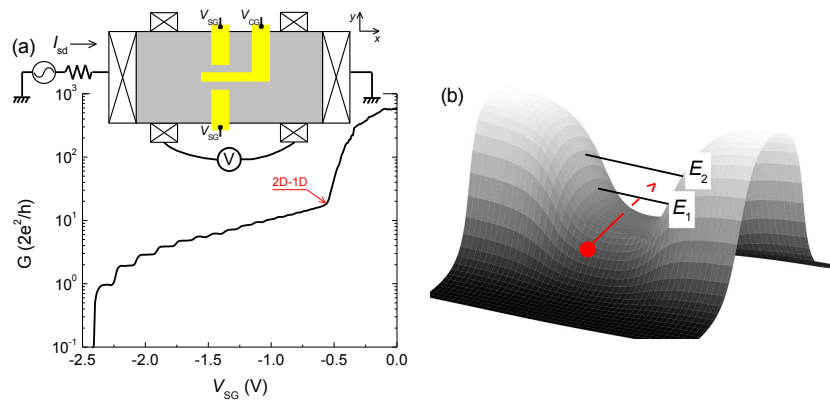 V_SG V_CG y x
(a) I_sd
V_SG
V
10^3
10^2
10^1
10^0
10^-1
2D-1D
G (2e^2/h)
-2.5 -2.0 -1.5 -1.0 -0.5 0.0
V_SG (V)
(b)
E_2
E_1